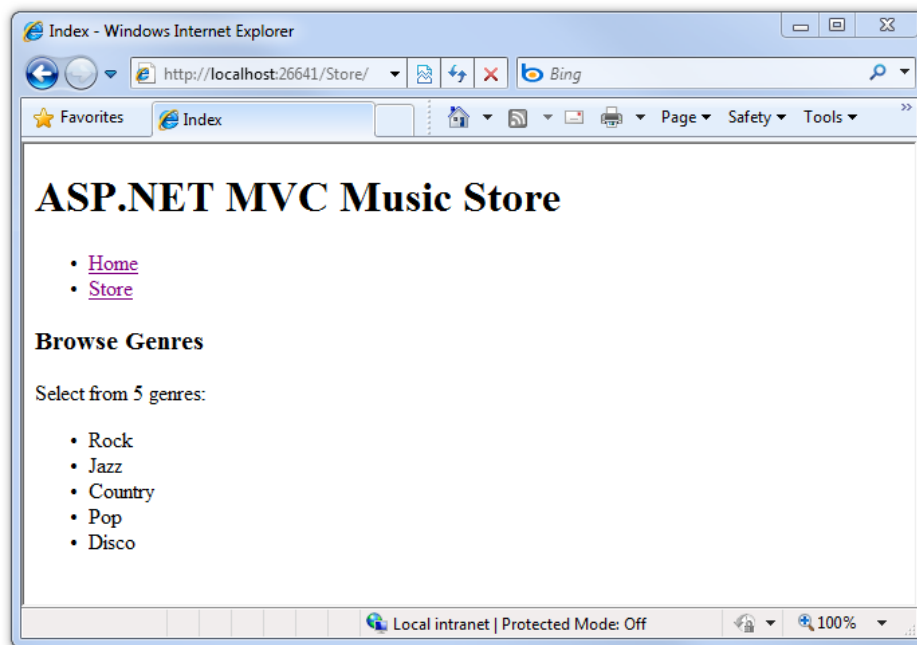 Index - Windows Internet Explorer
http://localhost:26641/Store/ Bing
Favorites Index Page Safety Tools »
ASP.NET MVC Music Store
• Home
• Store
Browse Genres
Select from 5 genres:
• Rock
• Jazz
• Country
• Pop
• Disco
Local intranet | Protected Mode: Off 100%